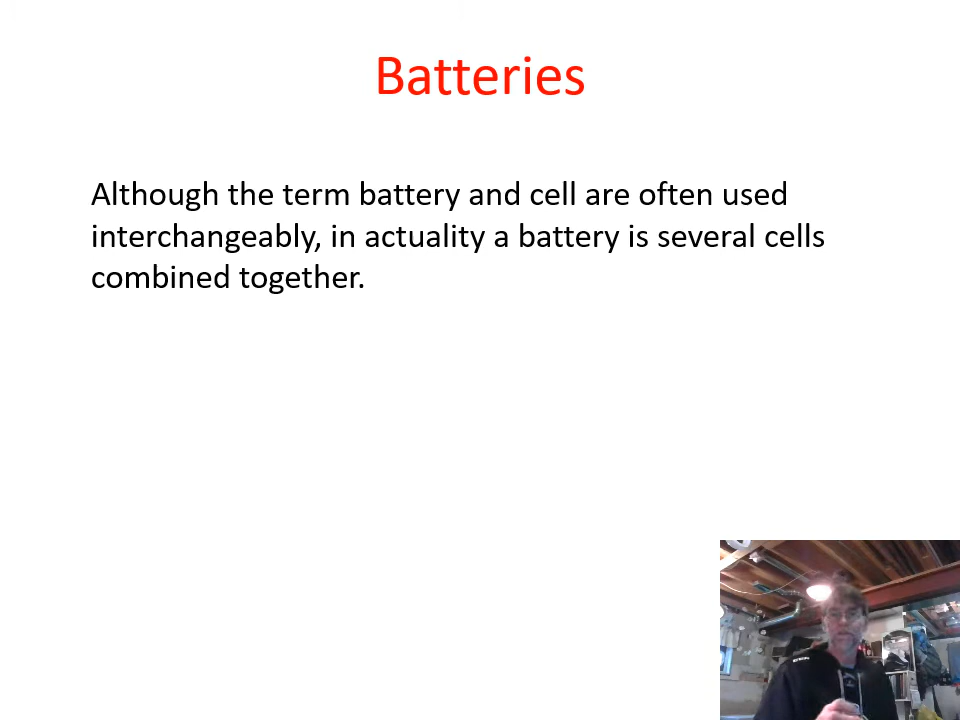 Batteries
Although the term battery and cell are often used
interchangeably, in actuality a battery is several cells
combined together.